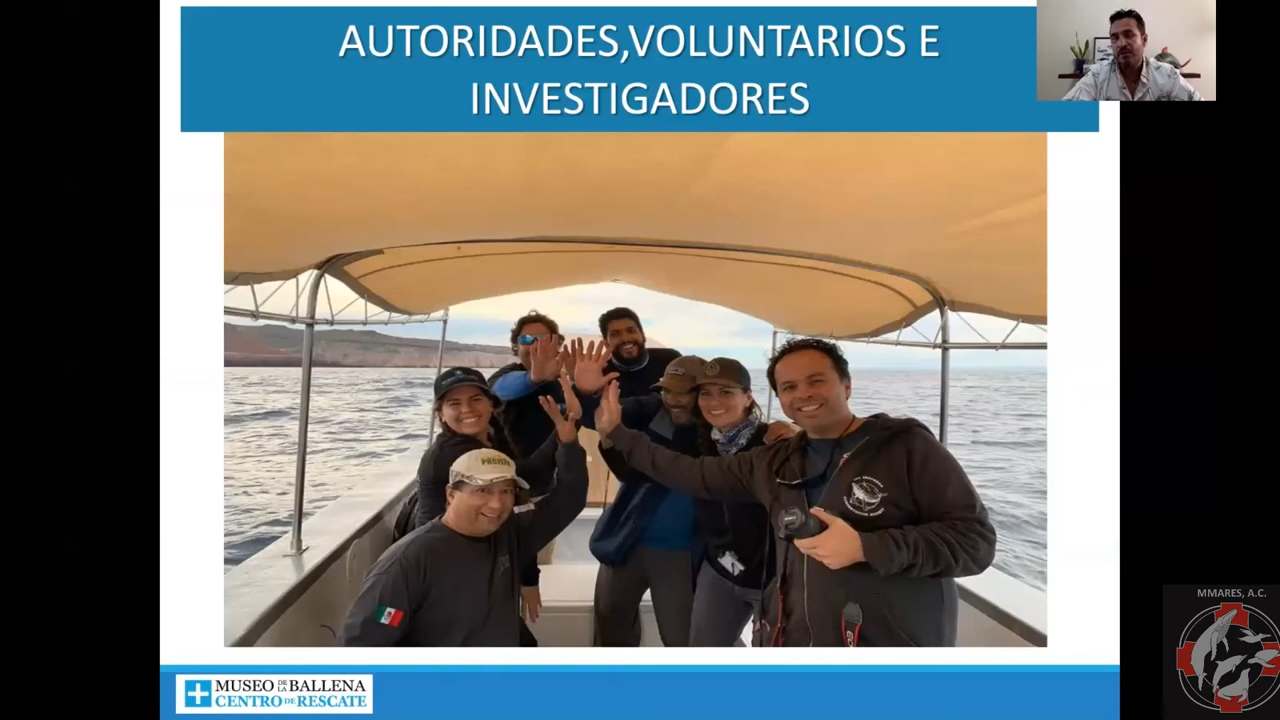 AUTORIDADES,VOLUNTARIOS E
INVESTIGADORES
MUSEO DE LA BALLENA
CENTRO DE RESCATE
MMARES, A.C.